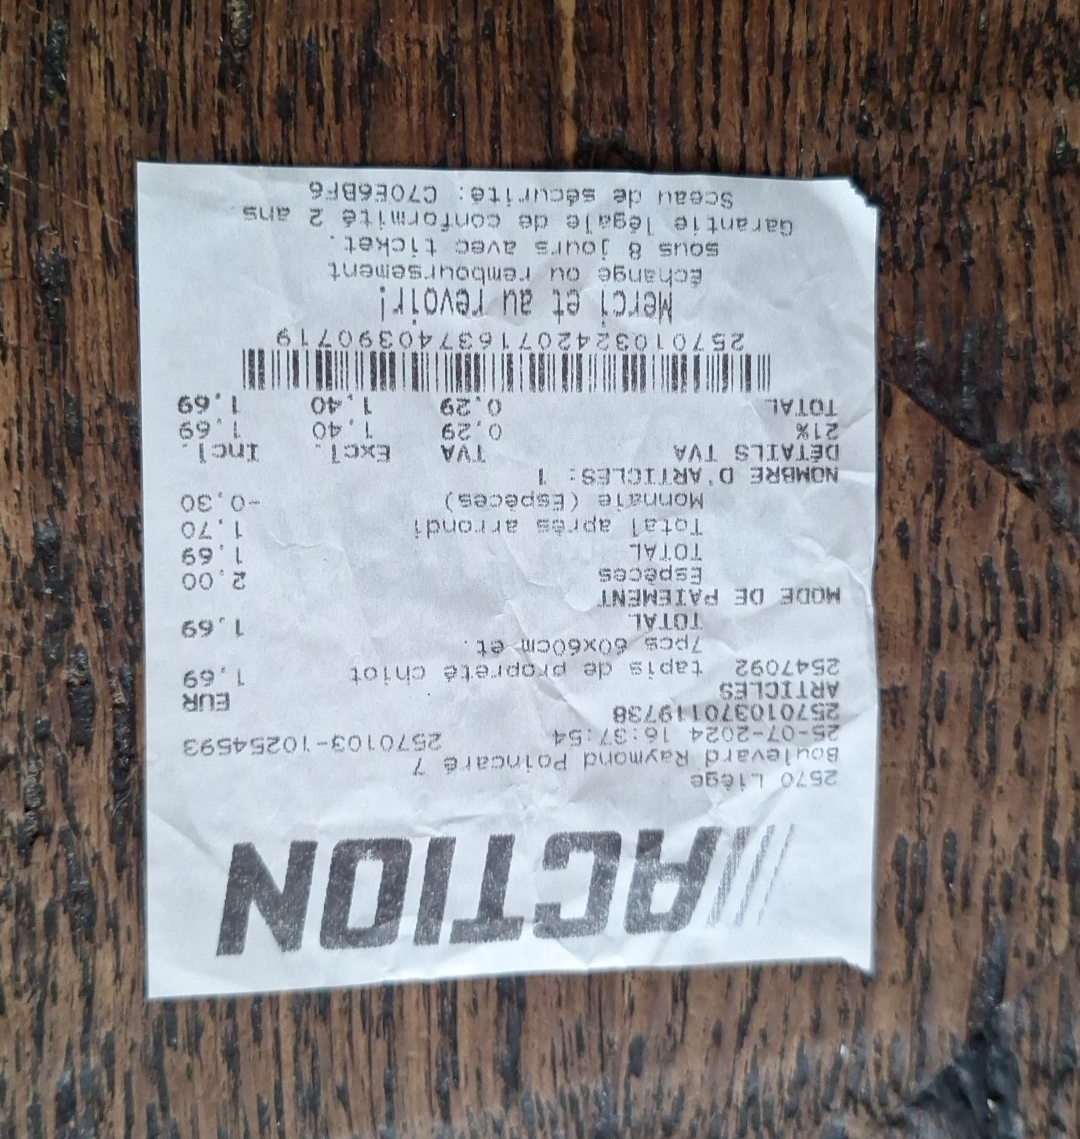 ACTION
2570 Liège
Boulevard Raymond Poincaré 7
25-07-2024 16:37:54 2570103-10254593
257010370119738
ARTICLES EUR
2547092 tapis de propreté chiot 1,69
7pcs 60x60cm et.
TOTAL 1,69
MODE DE PAIEMENT
Espèces 2,00
TOTAL 1,69
Total après arrondi 1,70
Monnaie (Espèces) -0,30
NOMBRE D'ARTICLES: 1
DÉTAILS TVA TVA Excl. Incl.
21% 0,29 1,40 1,69
TOTAL 0,29 1,40 1,69
257010324207163740390719
Merci et au revoir!
Échange ou remboursement
sous 8 jours avec ticket.
Garantie légale de conformité 2 ans
Sceau de sécurité: C70E6BF6